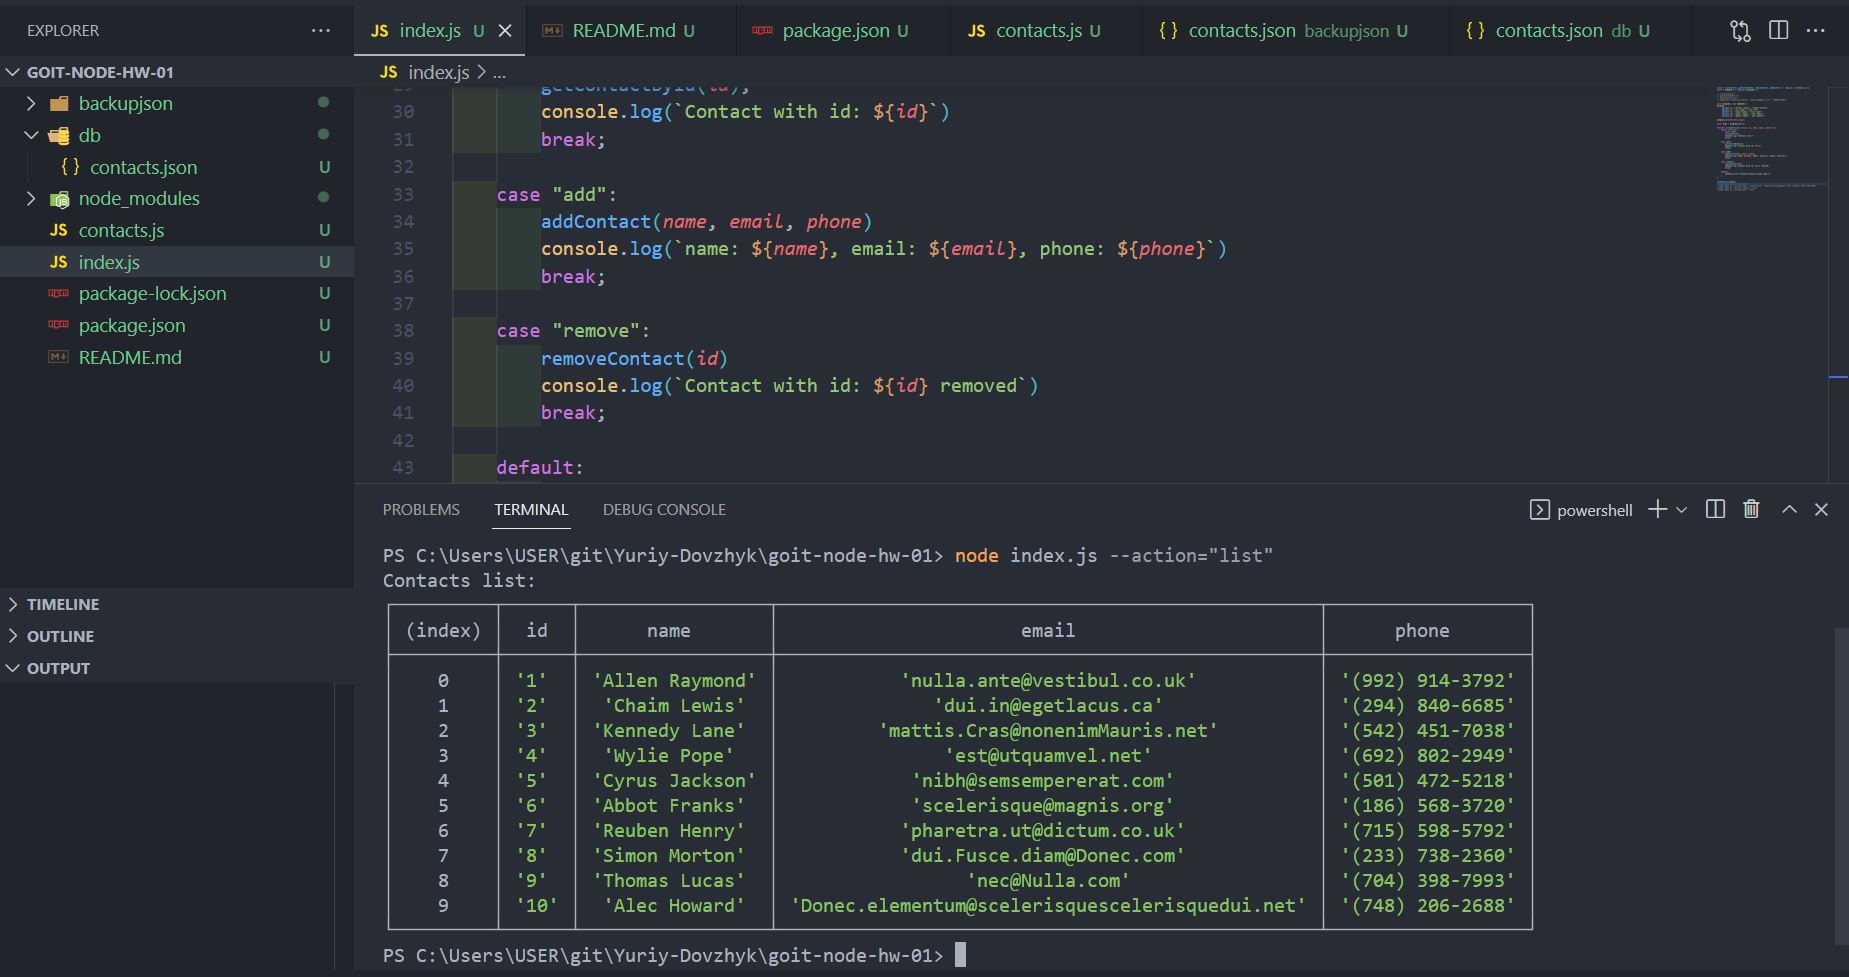 EXPLORER
GOIT-NODE-HW-01
backupjson
db
{} contacts.json U
node_modules
JS contacts.js U
JS index.js U
package-lock.json U
package.json U
README.md U
TIMELINE
OUTLINE
OUTPUT
JS index.js U README.md U package.json U JS contacts.js U {} contacts.json backupjson U {} contacts.json db U
JS index.js > ...
30 console.log(`Contact with id: ${id}`)
31 break;
32
33 case "add":
34 addContact(name, email, phone)
35 console.log(`name: ${name}, email: ${email}, phone: ${phone}`)
36 break;
37
38 case "remove":
39 removeContact(id)
40 console.log(`Contact with id: ${id} removed`)
41 break;
42
43 default:
PROBLEMS TERMINAL DEBUG CONSOLE powershell
PS C:\Users\USER\git\Yuriy-Dovzhyk\goit-node-hw-01> node index.js --action="list"
Contacts list:
(index) id name email phone
0 '1' 'Allen Raymond' 'nulla.ante@vestibul.co.uk' '(992) 914-3792'
1 '2' 'Chaim Lewis' 'dui.in@egetlacus.ca' '(294) 840-6685'
2 '3' 'Kennedy Lane' 'mattis.Cras@nonenimMauris.net' '(542) 451-7038'
3 '4' 'Wylie Pope' 'est@utquamvel.net' '(692) 802-2949'
4 '5' 'Cyrus Jackson' 'nibh@semsempererat.com' '(501) 472-5218'
5 '6' 'Abbot Franks' 'scelerisque@magnis.org' '(186) 568-3720'
6 '7' 'Reuben Henry' 'pharetra.ut@dictum.co.uk' '(715) 598-5792'
7 '8' 'Simon Morton' 'dui.Fusce.diam@Donec.com' '(233) 738-2360'
8 '9' 'Thomas Lucas' 'nec@Nulla.com' '(704) 398-7993'
9 '10' 'Alec Howard' 'Donec.elementum@scelerisquescelerisquedui.net' '(748) 206-2688'
PS C:\Users\USER\git\Yuriy-Dovzhyk\goit-node-hw-01>